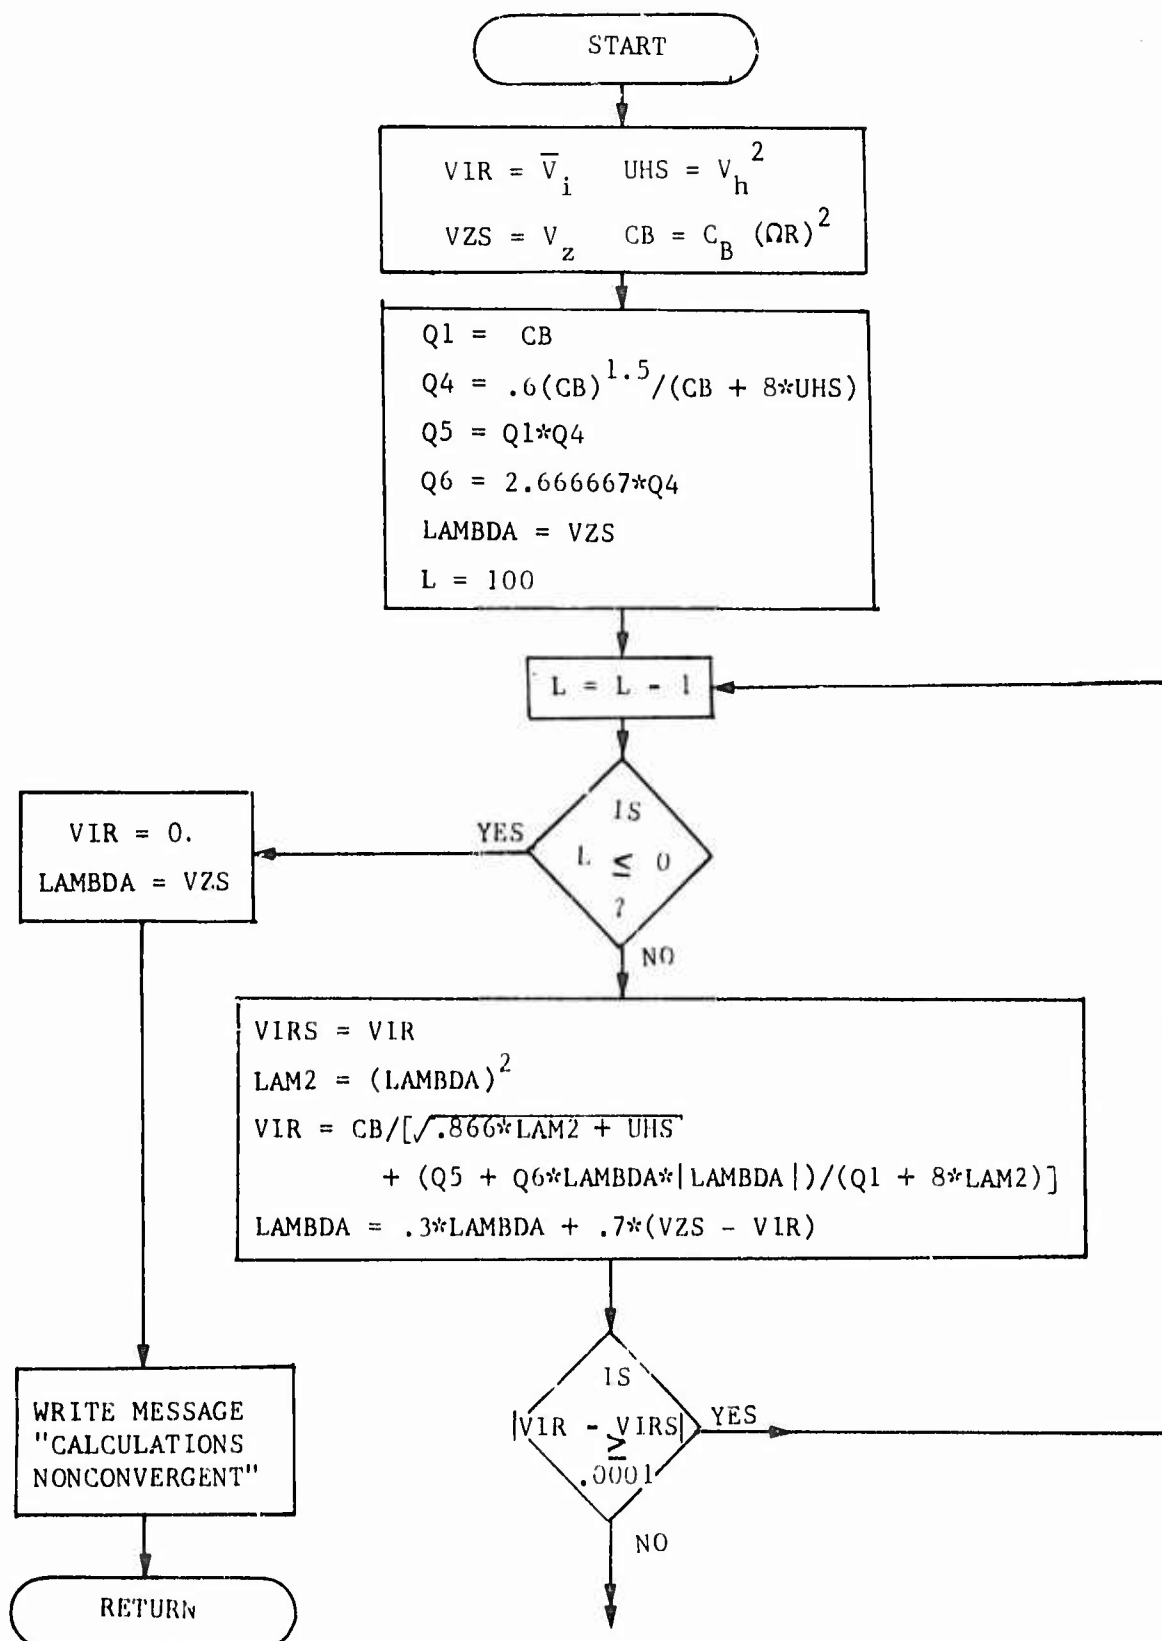 START
VIR = V̅i UHS = Vh²
VZS = Vz CB = CB (ΩR)²
Q1 = CB
Q4 = .6(CB)^1.5/(CB + 8*UHS)
Q5 = Q1*Q4
Q6 = 2.666667*Q4
LAMBDA = VZS
L = 100
L = L - 1
IS
L ≤ 0
?
YES
NO
VIR = 0.
LAMBDA = VZS
VIRS = VIR
LAM2 = (LAMBDA)²
VIR = CB/[√.866*LAM2 + UHS
+ (Q5 + Q6*LAMBDA*|LAMBDA|)/(Q1 + 8*LAM2)]
LAMBDA = .3*LAMBDA + .7*(VZS - VIR)
IS
|VIR - VIRS|
≥
.0001
YES
NO
WRITE MESSAGE
"CALCULATIONS
NONCONVERGENT"
RETURN